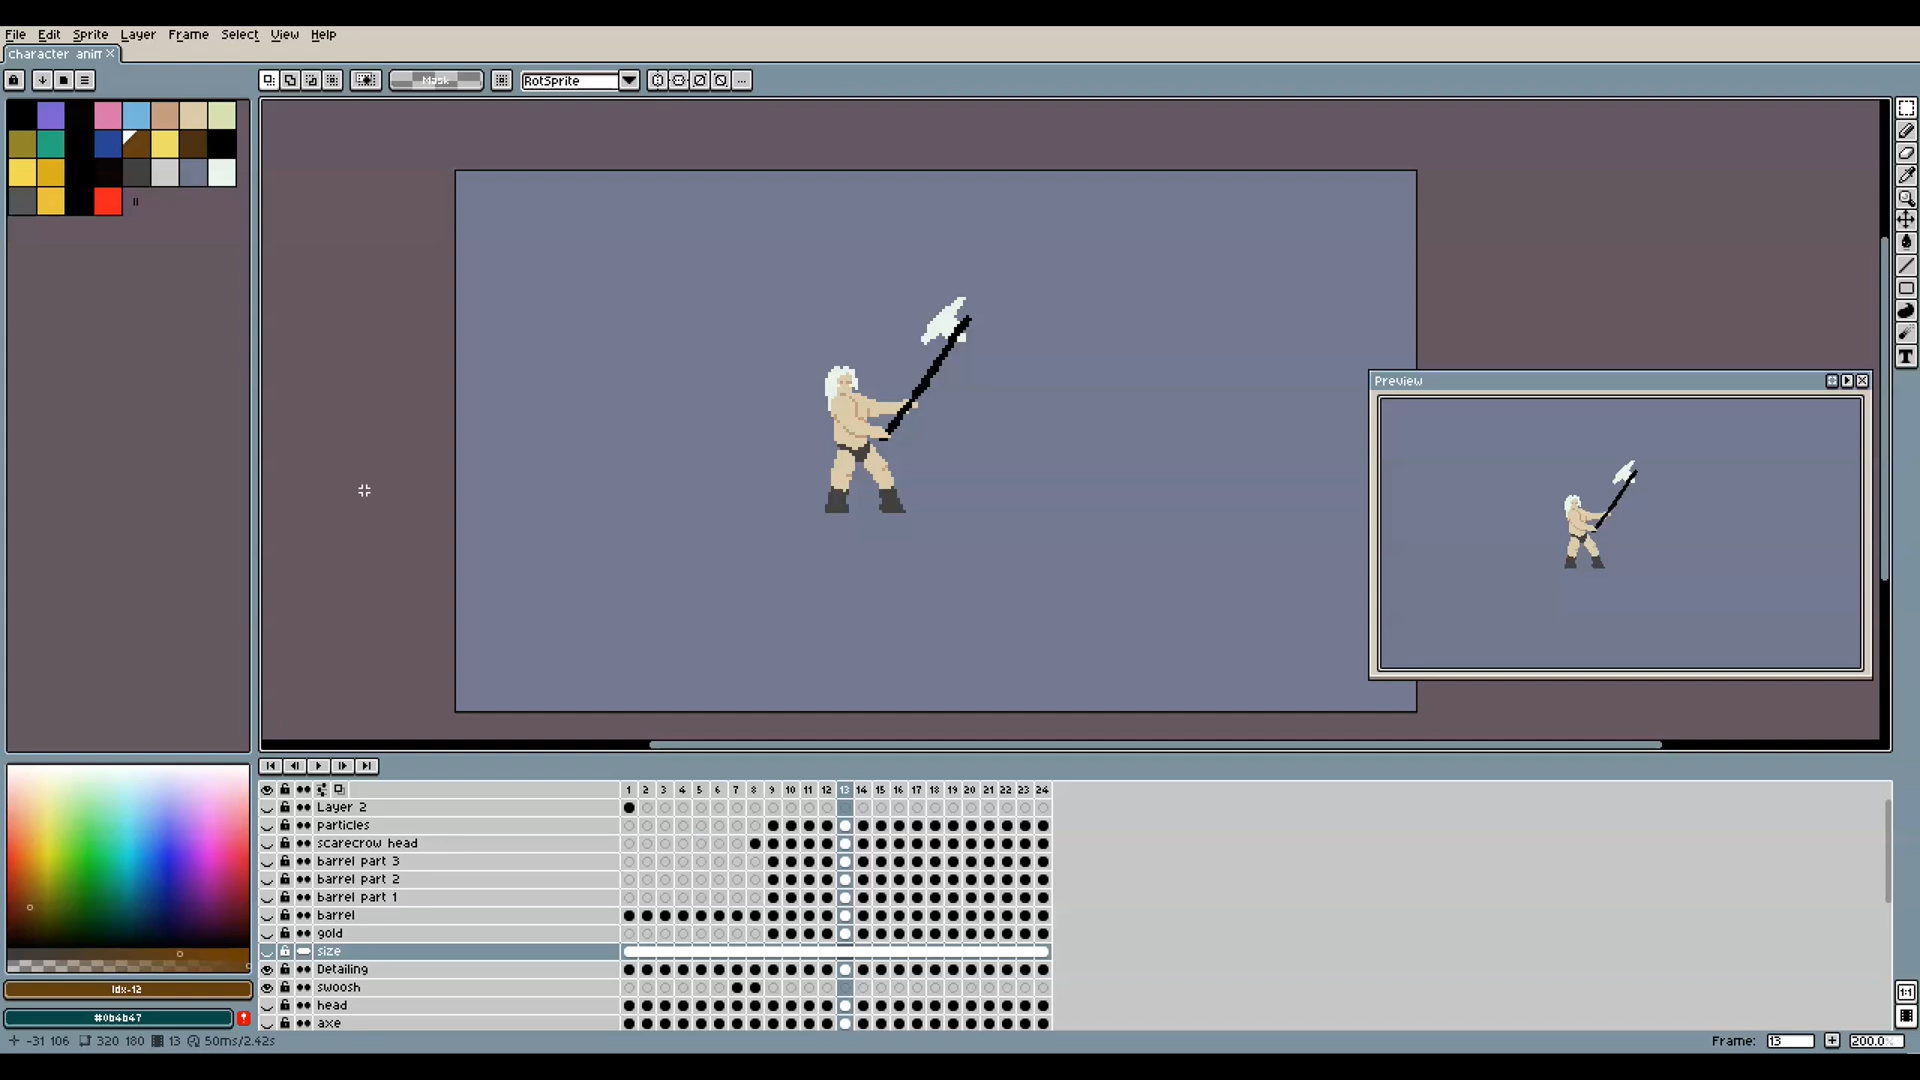 File Edit Sprite Layer Frame Select View Help
character anim
Mask RotSprite
Preview
1 2 3 4 5 6 7 8 9 10 11 12 13 14 15 16 17 18 19 20 21 22 23 24
Layer 2
particles
scarecrow head
barrel part 3
barrel part 2
barrel part 1
barrel
gold
size
Detailing
swoosh
head
axe
Idx-12
#0b4b47
-31 106 320 180 13 50ms/2.42s
Frame: 13 200.0
1:1
T